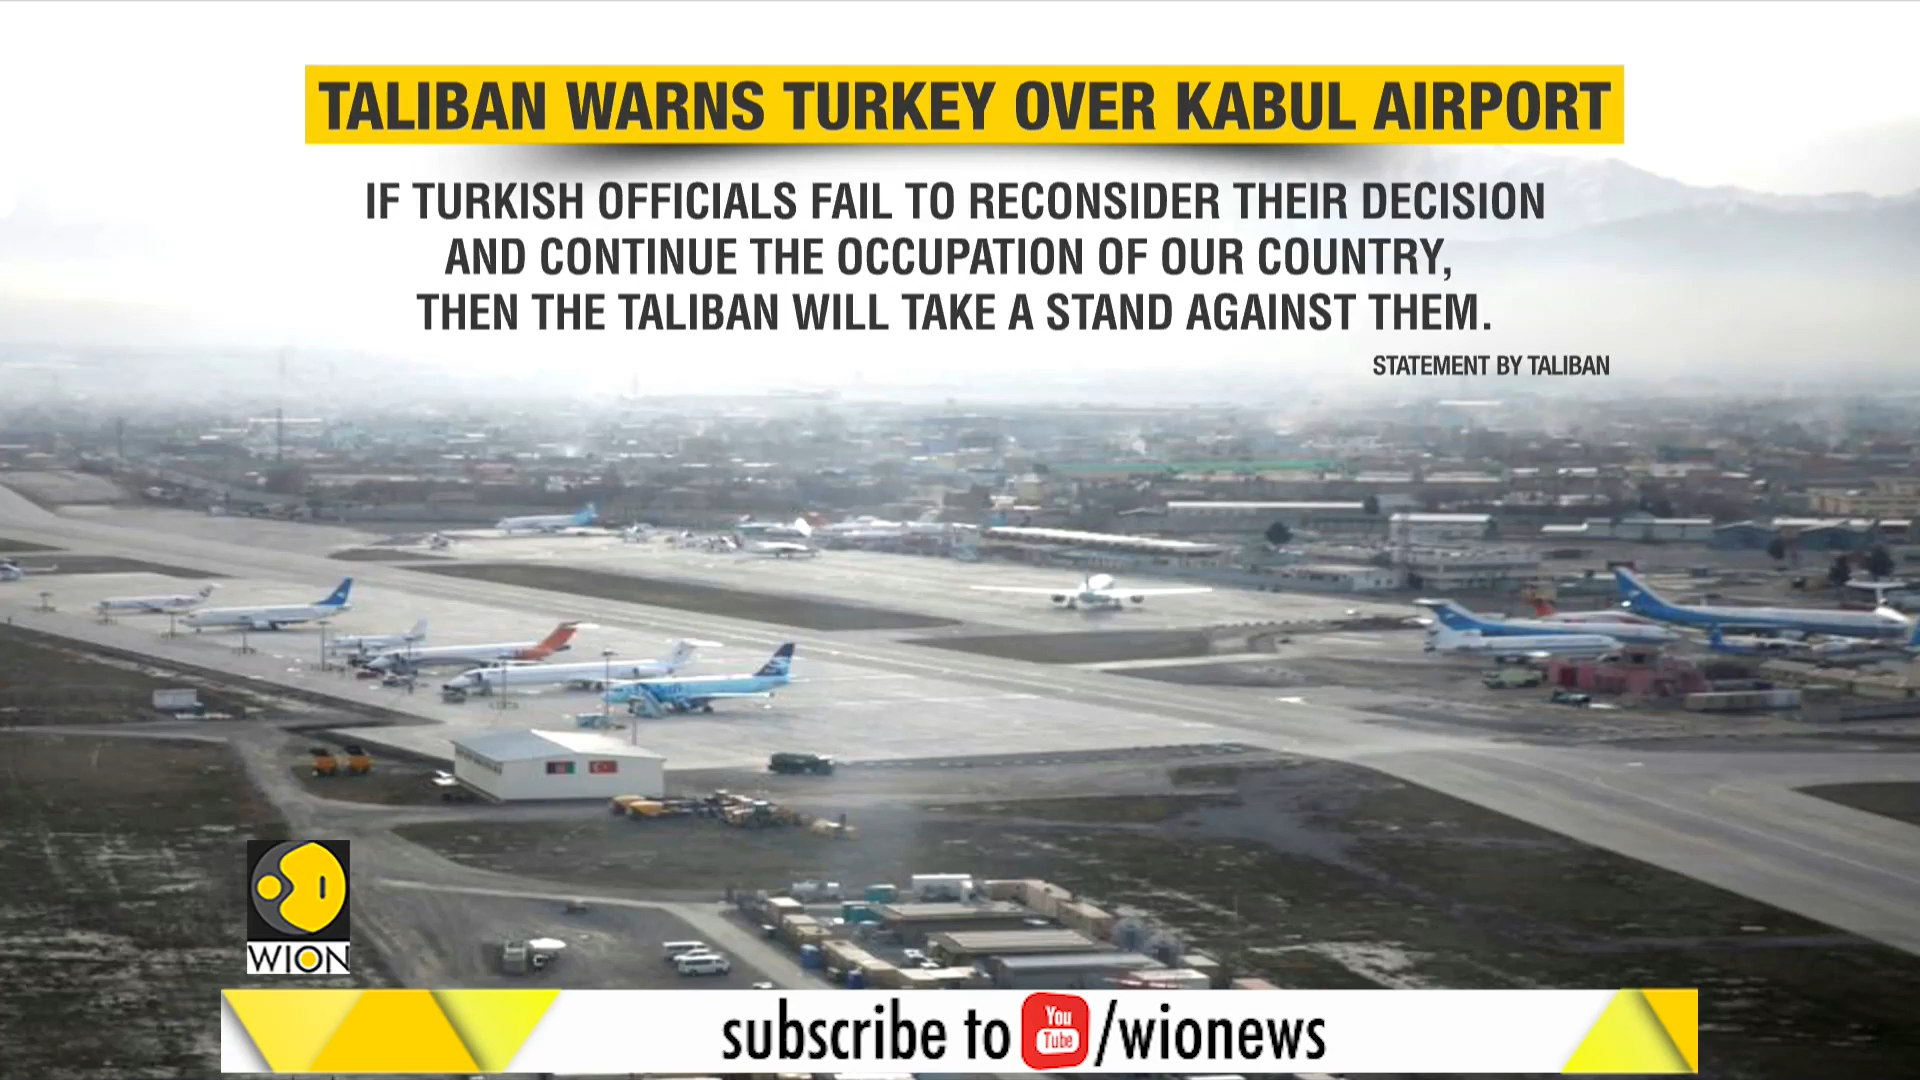 TALIBAN WARNS TURKEY OVER KABUL AIRPORT
IF TURKISH OFFICIALS FAIL TO RECONSIDER THEIR DECISION
AND CONTINUE THE OCCUPATION OF OUR COUNTRY,
THEN THE TALIBAN WILL TAKE A STAND AGAINST THEM.
STATEMENT BY TALIBAN
WION
subscribe to You Tube /wionews